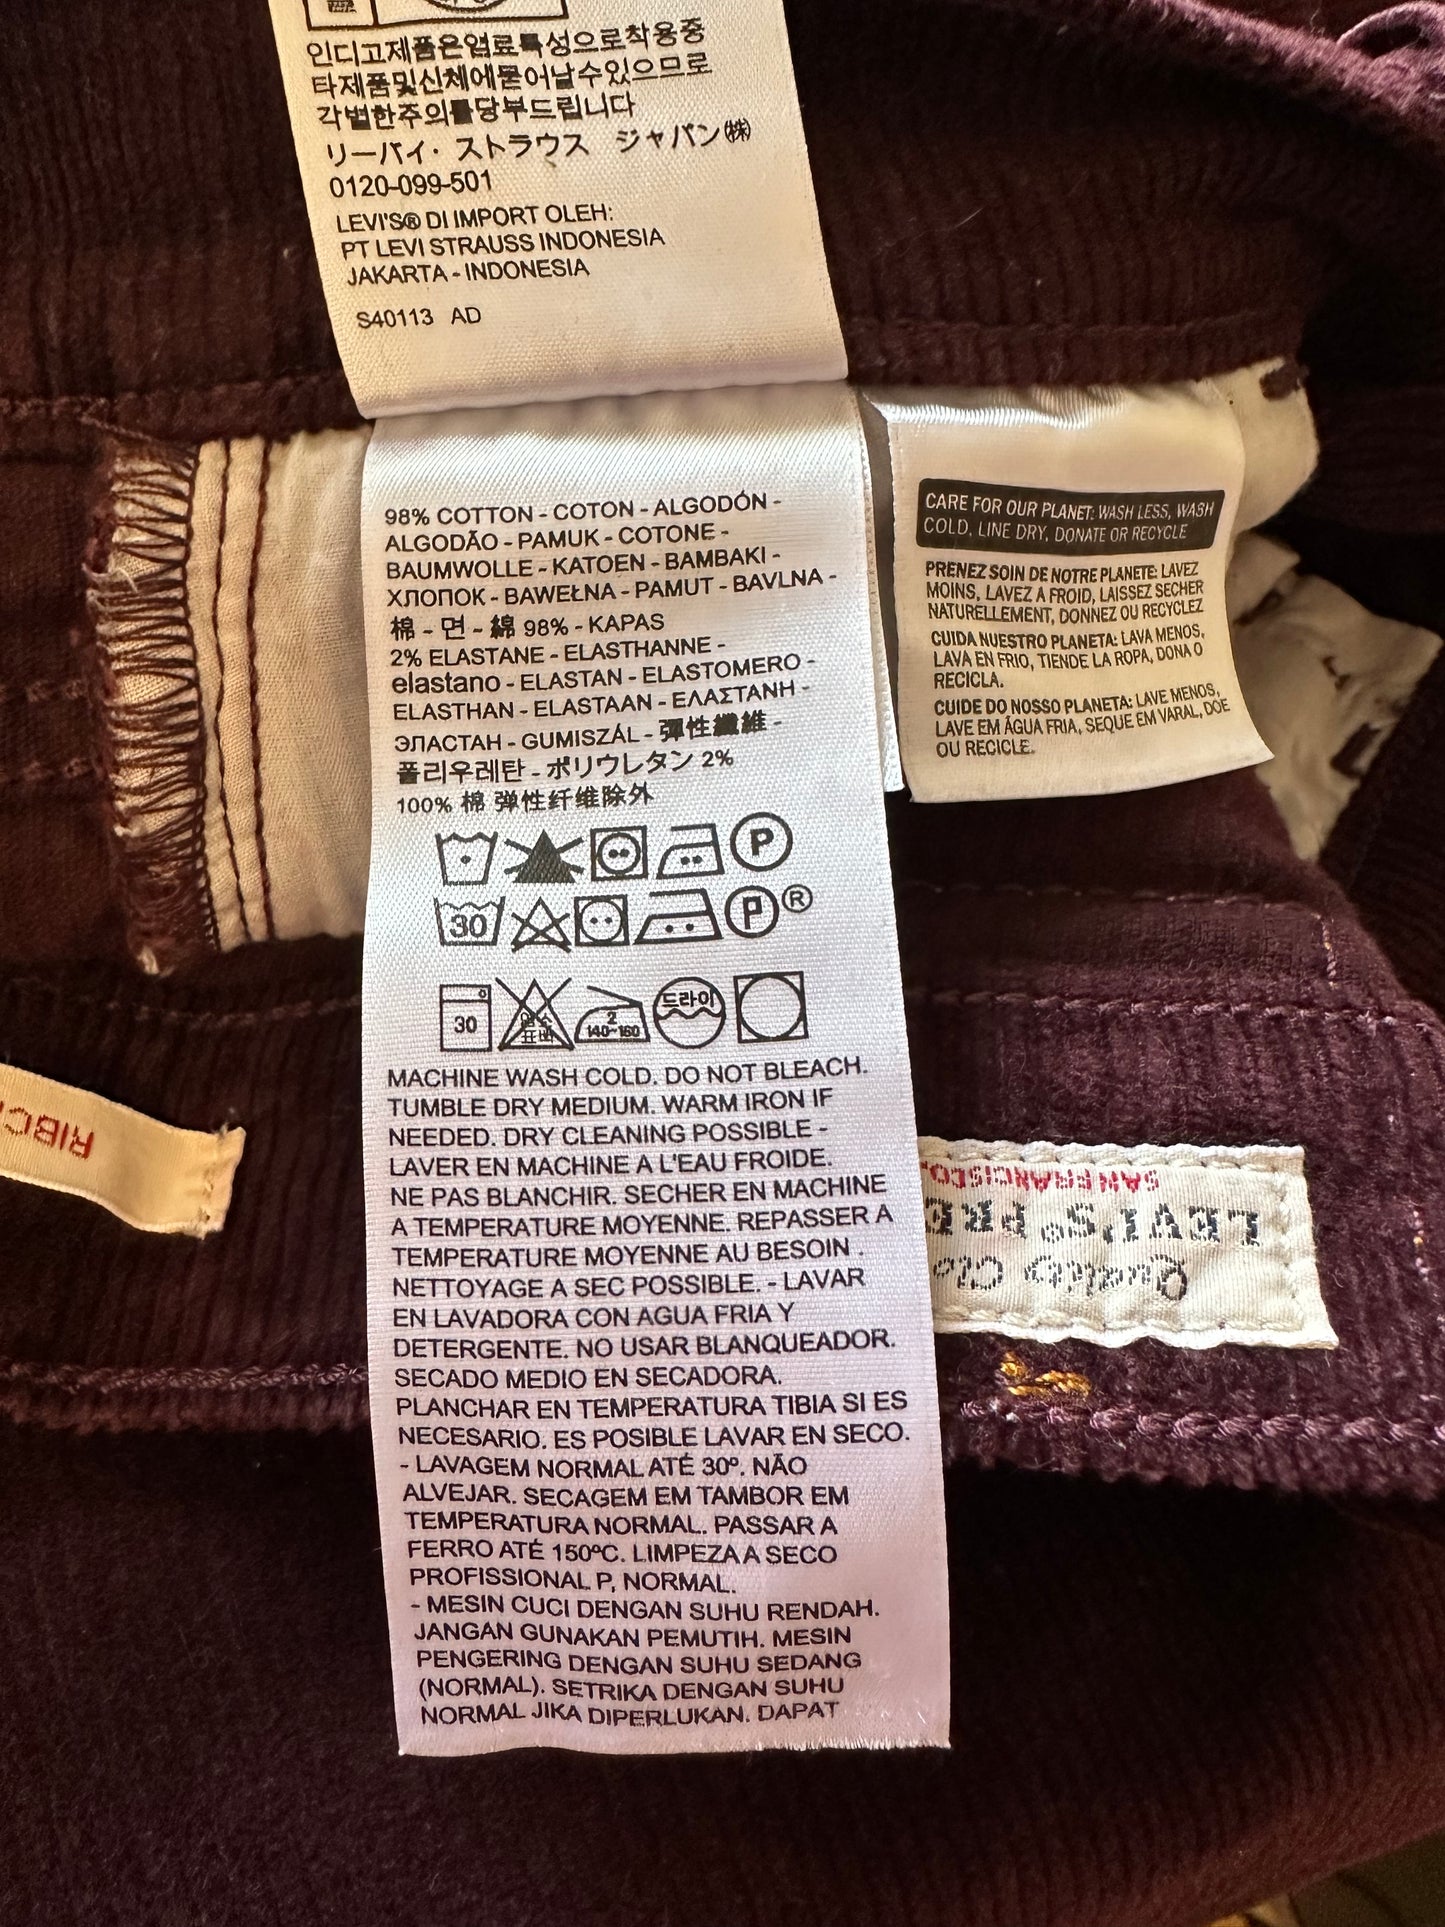 인디고제품은염료특성으로착용중
타제품및신체에묻어날수있으므로
각별한주의를당부드립니다
リーバイ・ストラウス ジャパン㈱
0120-099-501
LEVI'S® DI IMPORT OLEH:
PT LEVI STRAUSS INDONESIA
JAKARTA - INDONESIA
S40113 AD
98% COTTON - COTON - ALGODÓN -
ALGODÃO - PAMUK - COTONE -
BAUMWOLLE - KATOEN - BAMBAKI -
ХЛОПОК - BAWEŁNA - PAMUT - BAVLNA -
棉 - 면 - 綿 98% - KAPAS
2% ELASTANE - ELASTHANNE -
elastano - ELASTAN - ELASTOMERO -
ELASTHAN - ELASTAAN - ΕΛΑΣΤΑΝΗ -
ЭЛАСТАН - GUMISZÁL - 彈性纖維 -
폴리우레탄 - ポリウレタン 2%
100% 棉 弹性纤维除外
P
30 P ®
30 염소표백 2 140~160 드라이
MACHINE WASH COLD. DO NOT BLEACH.
TUMBLE DRY MEDIUM. WARM IRON IF
NEEDED. DRY CLEANING POSSIBLE -
LAVER EN MACHINE A L'EAU FROIDE.
NE PAS BLANCHIR. SECHER EN MACHINE
A TEMPERATURE MOYENNE. REPASSER A
TEMPERATURE MOYENNE AU BESOIN .
NETTOYAGE A SEC POSSIBLE. - LAVAR
EN LAVADORA CON AGUA FRIA Y
DETERGENTE. NO USAR BLANQUEADOR.
SECADO MEDIO EN SECADORA.
PLANCHAR EN TEMPERATURA TIBIA SI ES
NECESARIO. ES POSIBLE LAVAR EN SECO.
- LAVAGEM NORMAL ATÉ 30º. NÃO
ALVEJAR. SECAGEM EM TAMBOR EM
TEMPERATURA NORMAL. PASSAR A
FERRO ATÉ 150ºC. LIMPEZA A SECO
PROFISSIONAL P, NORMAL.
- MESIN CUCI DENGAN SUHU RENDAH.
JANGAN GUNAKAN PEMUTIH. MESIN
PENGERING DENGAN SUHU SEDANG
(NORMAL). SETRIKA DENGAN SUHU
NORMAL JIKA DIPERLUKAN. DAPAT
CARE FOR OUR PLANET: WASH LESS, WASH
COLD, LINE DRY, DONATE OR RECYCLE
PRENEZ SOIN DE NOTRE PLANETE: LAVEZ
MOINS, LAVEZ A FROID, LAISSEZ SECHER
NATURELLEMENT, DONNEZ OU RECYCLEZ
CUIDA NUESTRO PLANETA: LAVA MENOS,
LAVA EN FRIO, TIENDE LA ROPA, DONA O
RECICLA.
CUIDE DO NOSSO PLANETA: LAVE MENOS,
LAVE EM ÁGUA FRIA, SEQUE EM VARAL, DOE
OU RECICLE.
RIBC
Quality Clo
LEVI'S® PRE
SAN FRANCISCO,